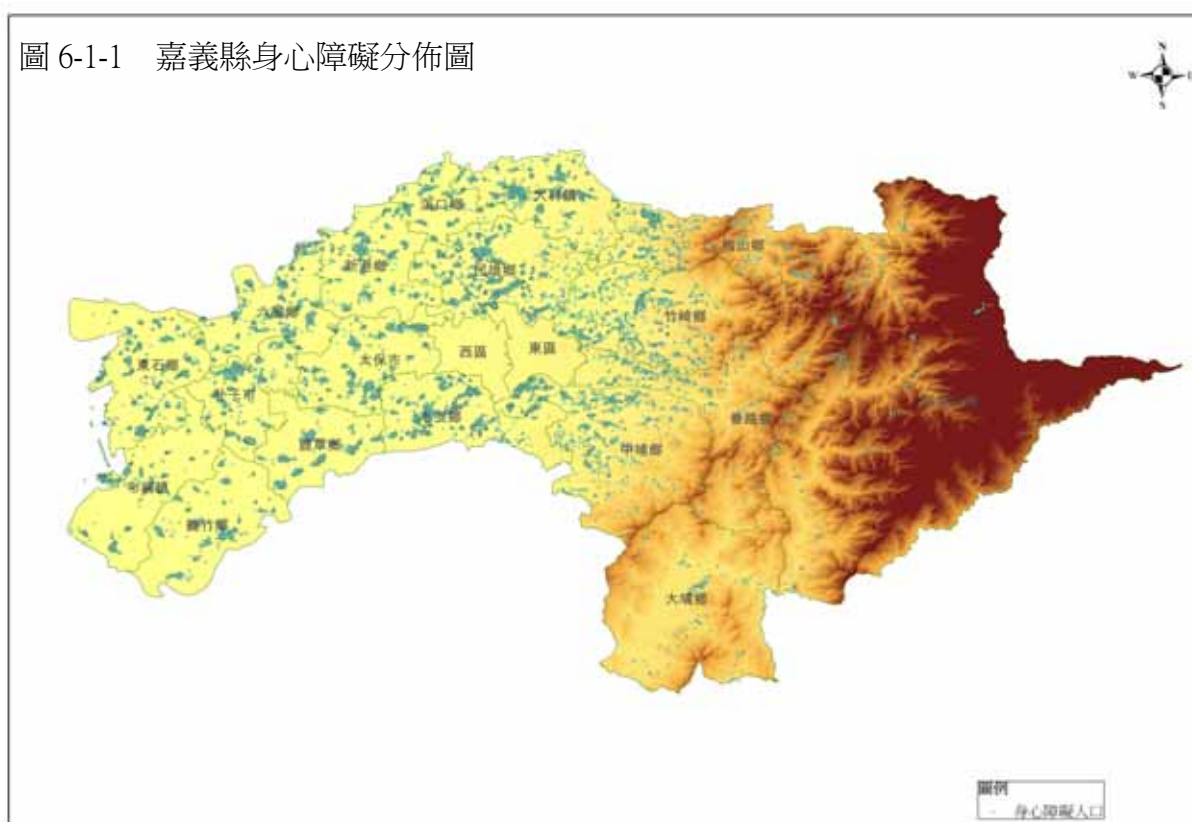 圖 6-1-1 嘉義縣身心障礙分佈圖
N
W E
S
溪口鄉
大林鎮
梅山鄉
新港鄉
民雄鄉
六腳鄉
竹崎鄉
東石鄉
太保市
西區
東區
朴子市
水上鄉
番路鄉
鹿草鄉
中埔鄉
布袋鎮
義竹鄉
大埔鄉
圖例
身心障礙人口